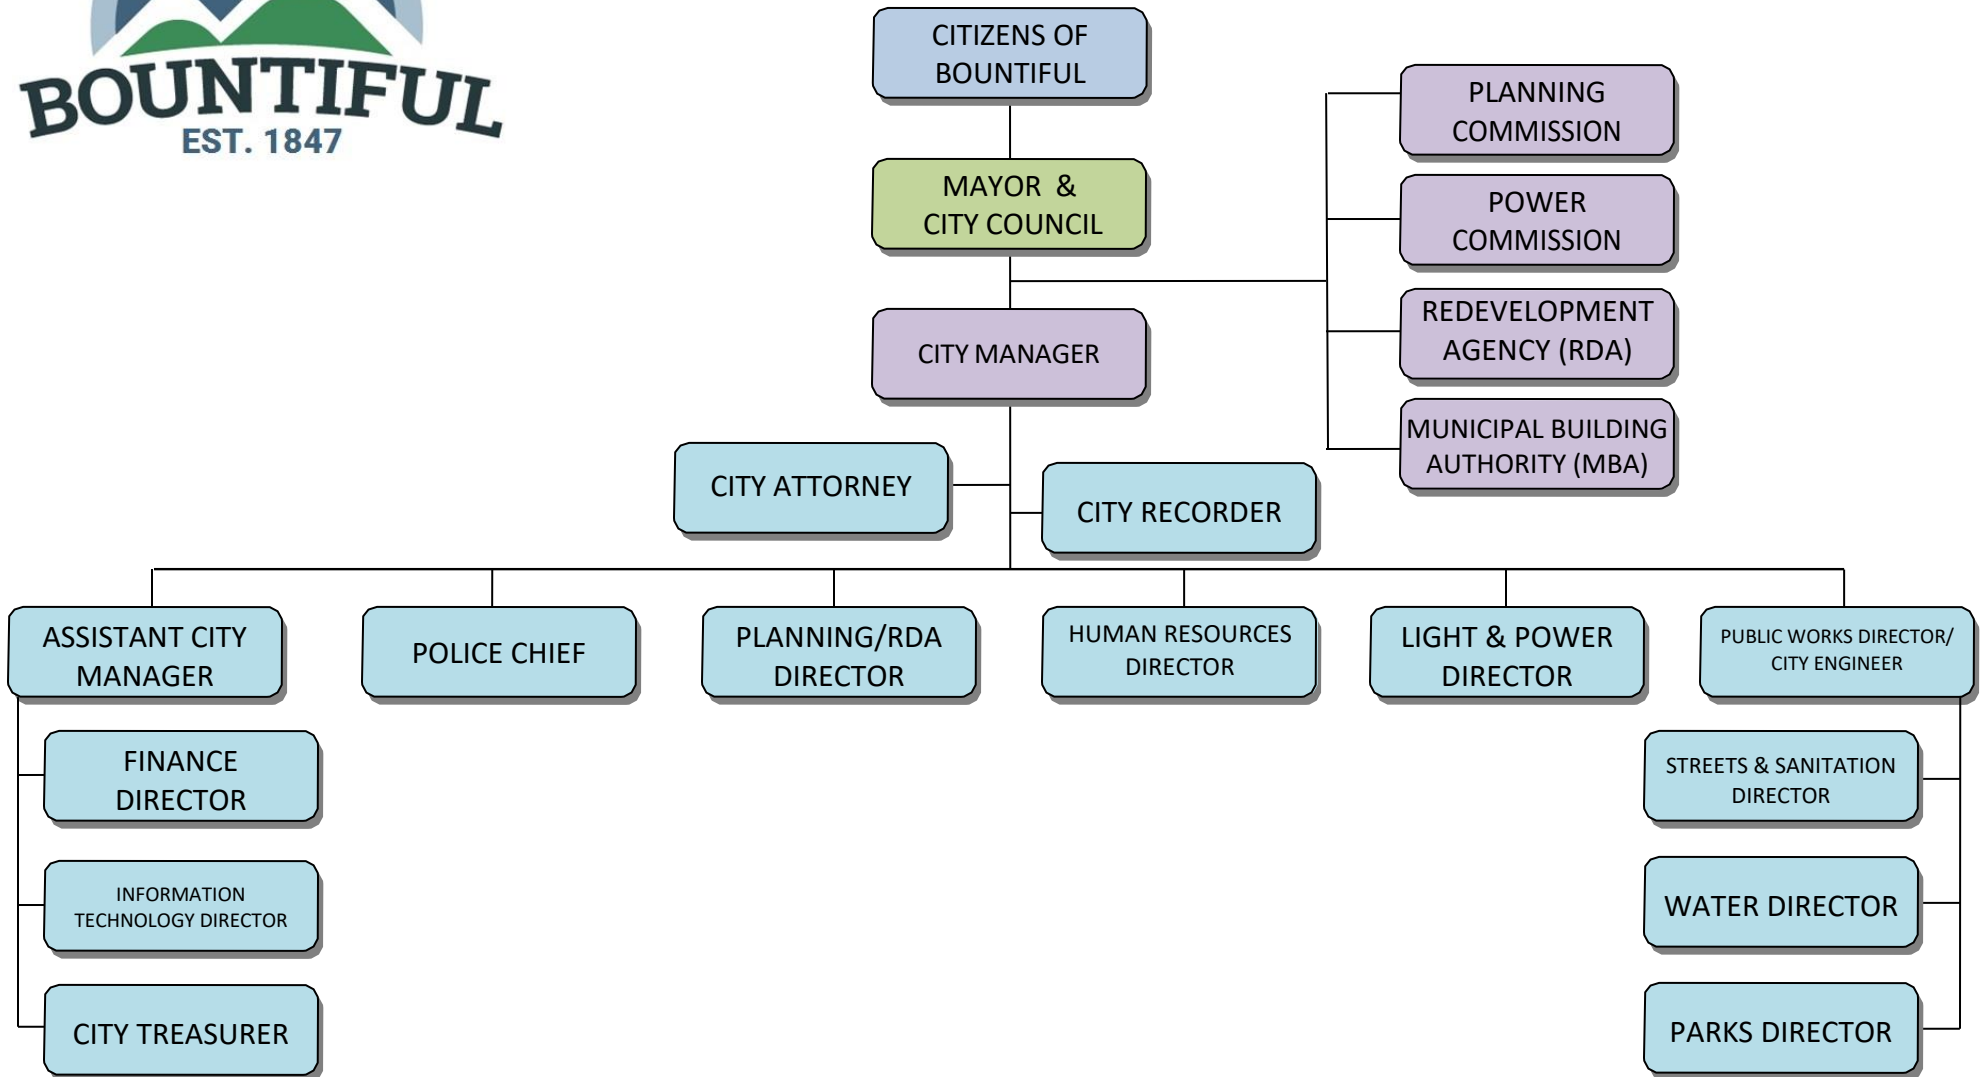 BOUNTIFUL
EST. 1847
CITIZENS OF
BOUNTIFUL
MAYOR &
CITY COUNCIL
CITY MANAGER
PLANNING
COMMISSION
POWER
COMMISSION
REDEVELOPMENT
AGENCY (RDA)
MUNICIPAL BUILDING
AUTHORITY (MBA)
CITY ATTORNEY
CITY RECORDER
ASSISTANT CITY
MANAGER
POLICE CHIEF
PLANNING/RDA
DIRECTOR
HUMAN RESOURCES
DIRECTOR
LIGHT & POWER
DIRECTOR
PUBLIC WORKS DIRECTOR/
CITY ENGINEER
FINANCE
DIRECTOR
INFORMATION
TECHNOLOGY DIRECTOR
CITY TREASURER
STREETS & SANITATION
DIRECTOR
WATER DIRECTOR
PARKS DIRECTOR